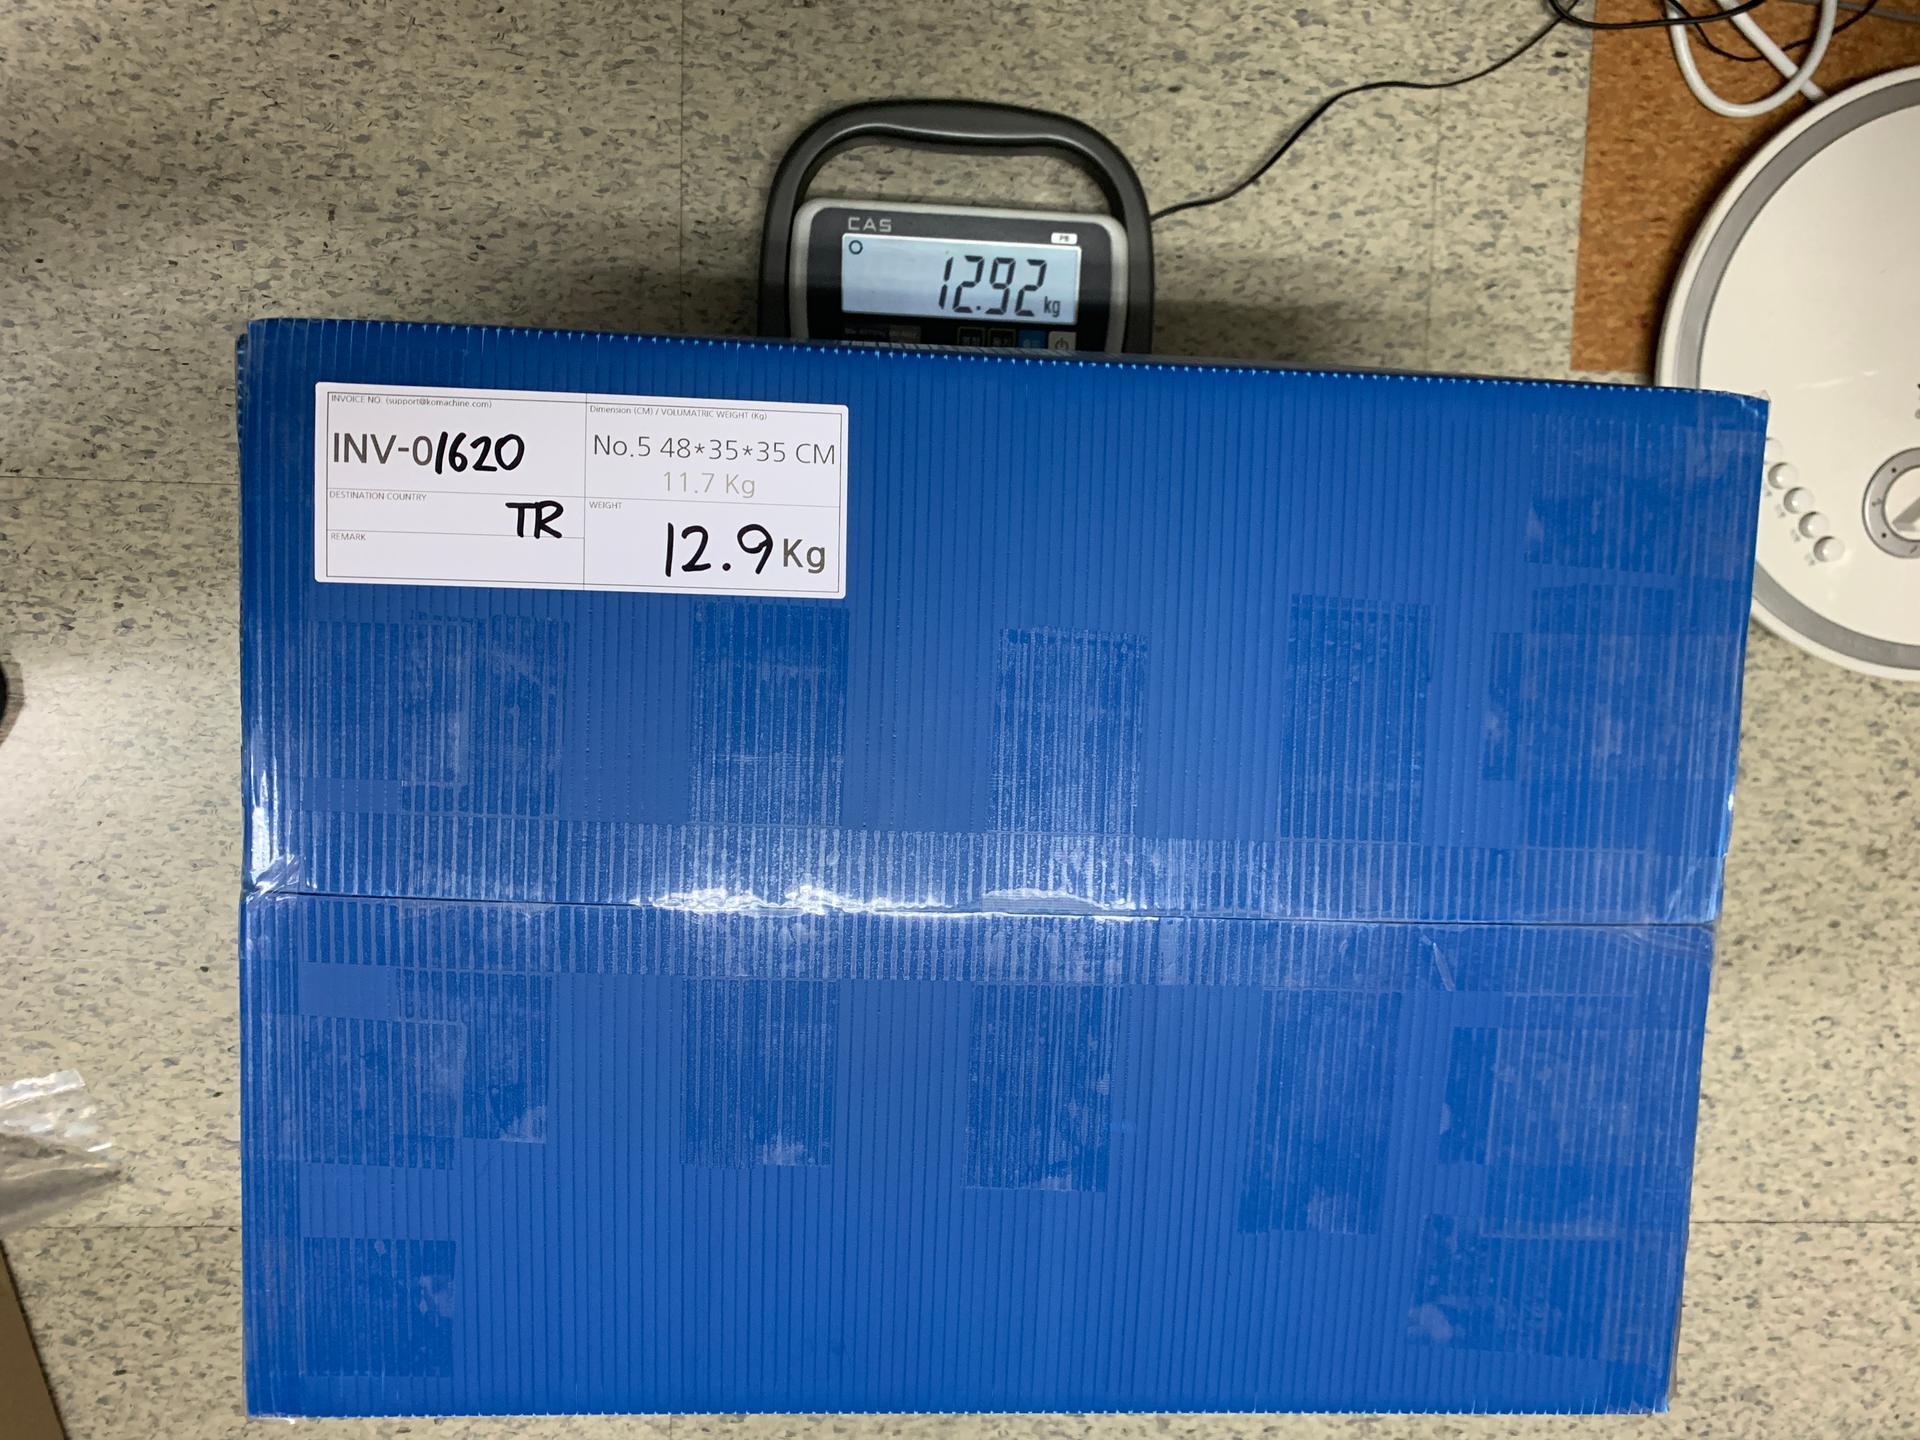 CAS
PB
12.92 kg
INVOICE NO. (support@komachine.com)
INV-01620
Dimension (CM) / VOLUMATRIC WEIGHT (Kg)
No.5 48*35*35 CM
11.7 Kg
DESTINATION COUNTRY
TR
REMARK
WEIGHT
12.9 Kg